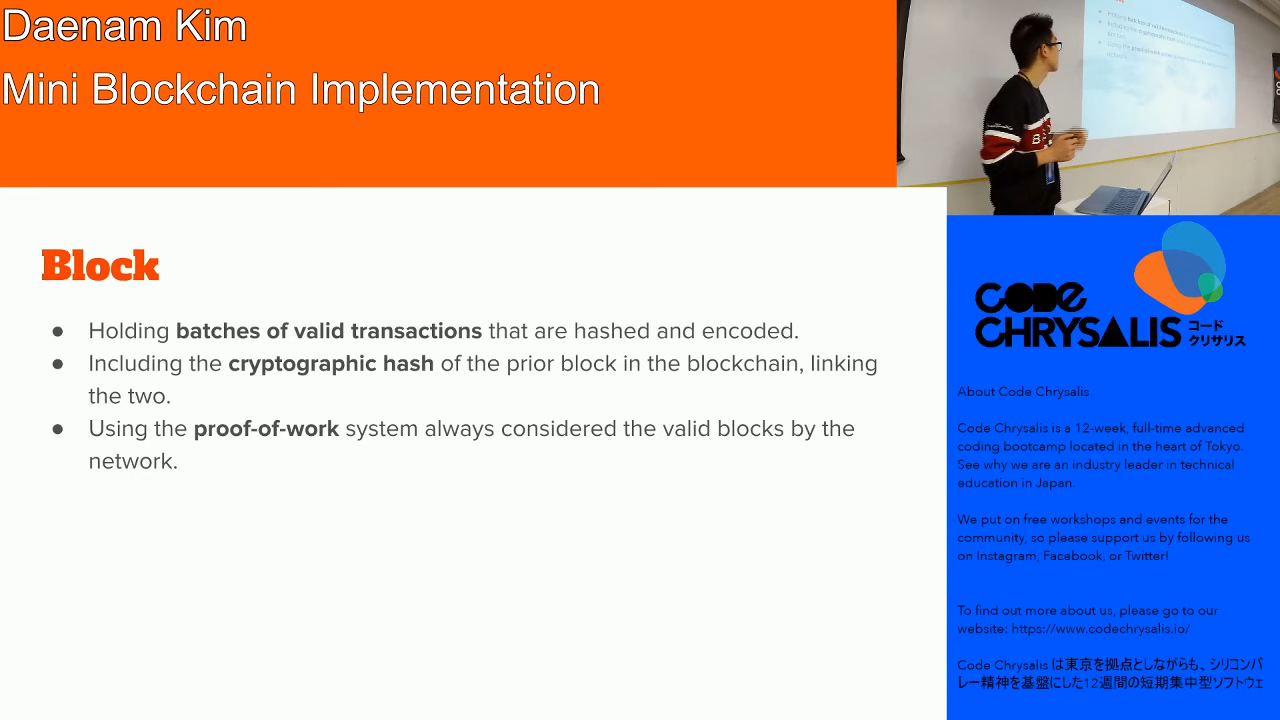 Daenam Kim
Mini Blockchain Implementation
Block
● Holding batches of valid transactions that are hashed and encoded.
● Including the cryptographic hash of the prior block in the blockchain, linking
the two.
● Using the proof-of-work system always considered the valid blocks by the
network.
CODE
CHRYSALIS コード
クリサリス
About Code Chrysalis
Code Chrysalis is a 12-week, full-time advanced
coding bootcamp located in the heart of Tokyo.
See why we are an industry leader in technical
education in Japan.
We put on free workshops and events for the
community, so please support us by following us
on Instagram, Facebook, or Twitter!
To find out more about us, please go to our
website: https://www.codechrysalis.io/
Code Chrysalis は東京を拠点としながらも、シリコンバ
レー精神を基盤にした12週間の短期集中型ソフトウェ